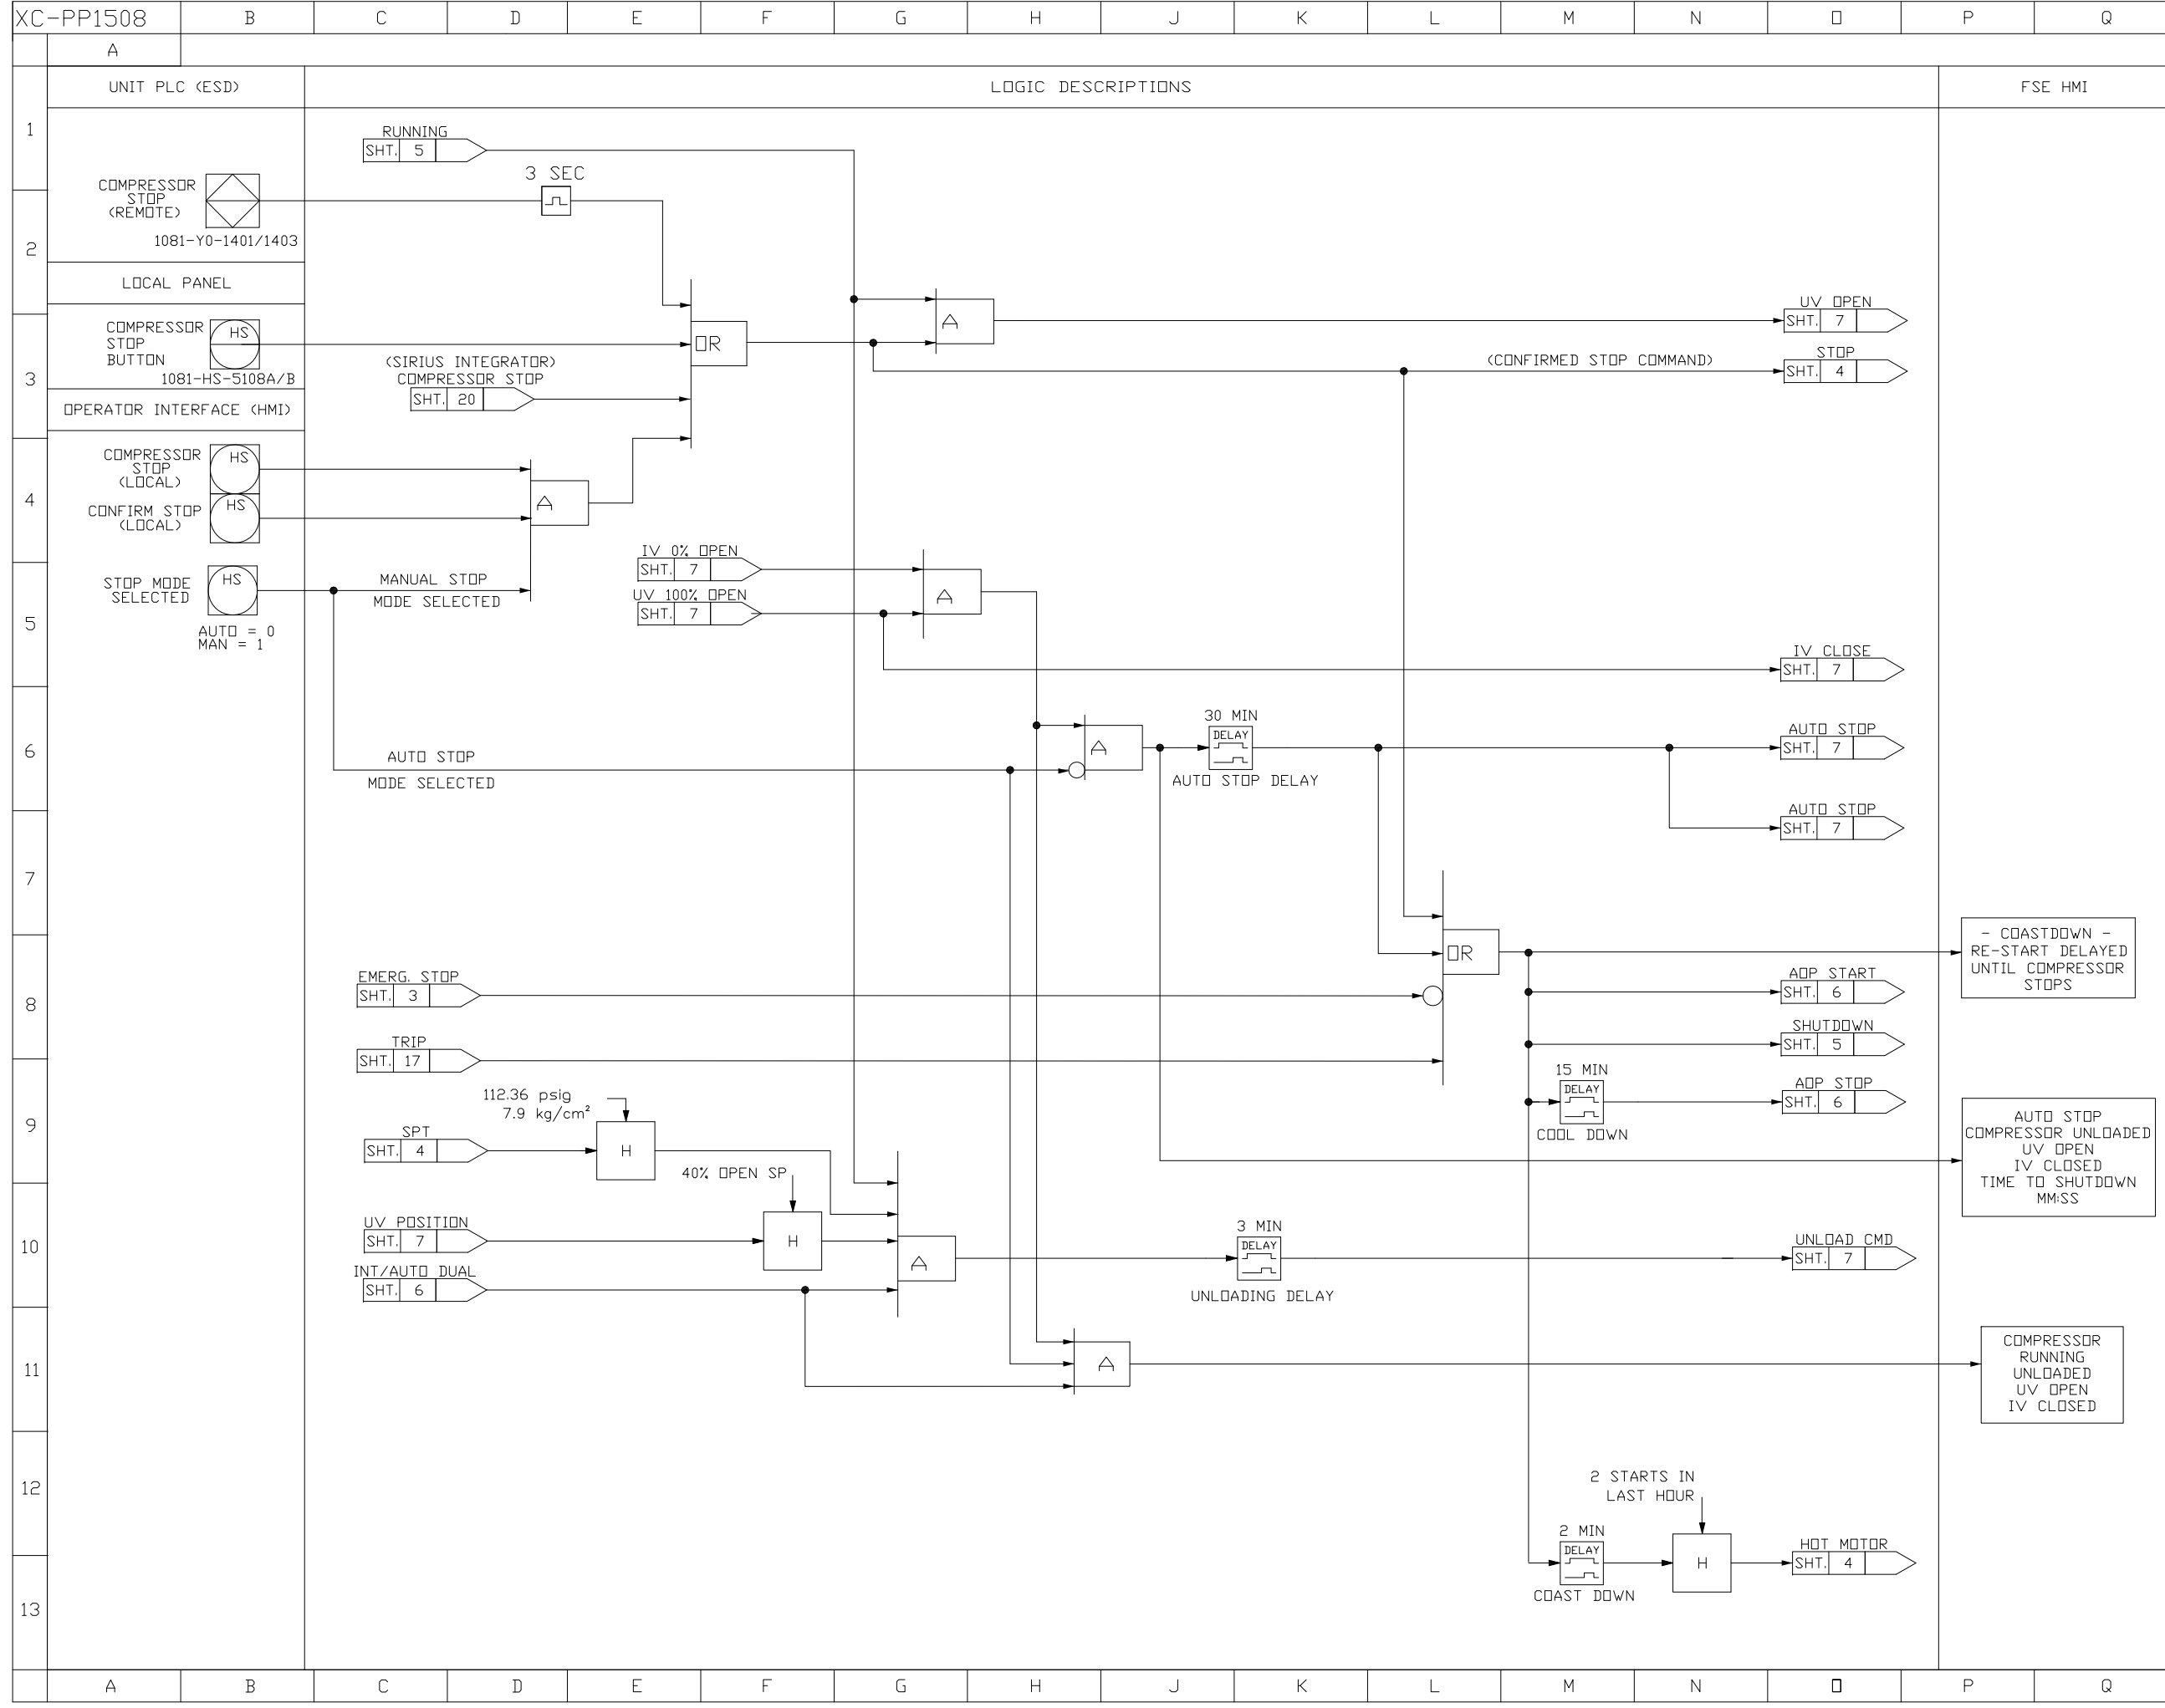 XC-PP1508 B C D E F G H J K L M N O P Q
A
UNIT PLC (ESD)
LOGIC DESCRIPTIONS
FSE HMI
1
RUNNING
SHT. 5
3 SEC
COMPRESSOR
STOP
(REMOTE)
1081-Y0-1401/1403
2
LOCAL PANEL
UV OPEN
SHT. 7
A
COMPRESSOR
STOP
BUTTON
HS
1081-HS-5108A/B
OR
3
(SIRIUS INTEGRATOR)
COMPRESSOR STOP
SHT. 20
(CONFIRMED STOP COMMAND)
STOP
SHT. 4
OPERATOR INTERFACE (HMI)
COMPRESSOR
STOP
(LOCAL)
HS
4
CONFIRM STOP
(LOCAL)
HS
A
STOP MODE
SELECTED
HS
MANUAL STOP
MODE SELECTED
AUTO = 0
MAN = 1
5
IV 0% OPEN
SHT. 7
UV 100% OPEN
SHT. 7
A
IV CLOSE
SHT. 7
6
AUTO STOP
MODE SELECTED
A
30 MIN
DELAY
AUTO STOP DELAY
AUTO STOP
SHT. 7
AUTO STOP
SHT. 7
7
OR
- COASTDOWN -
RE-START DELAYED
UNTIL COMPRESSOR
STOPS
8
EMERG. STOP
SHT. 3
AOP START
SHT. 6
TRIP
SHT. 17
SHUTDOWN
SHT. 5
9
112.36 psig
7.9 kg/cm²
SPT
SHT. 4
H
15 MIN
DELAY
COOL DOWN
AOP STOP
SHT. 6
AUTO STOP
COMPRESSOR UNLOADED
UV OPEN
IV CLOSED
TIME TO SHUTDOWN
MM:SS
40% OPEN SP
10
UV POSITION
SHT. 7
H
INT/AUTO DUAL
SHT. 6
A
3 MIN
DELAY
UNLOADING DELAY
UNLOAD CMD
SHT. 7
11
A
COMPRESSOR
RUNNING
UNLOADED
UV OPEN
IV CLOSED
12
2 STARTS IN
LAST HOUR
2 MIN
DELAY
COAST DOWN
H
HOT MOTOR
SHT. 4
13
A B C D E F G H J K L M N O P Q